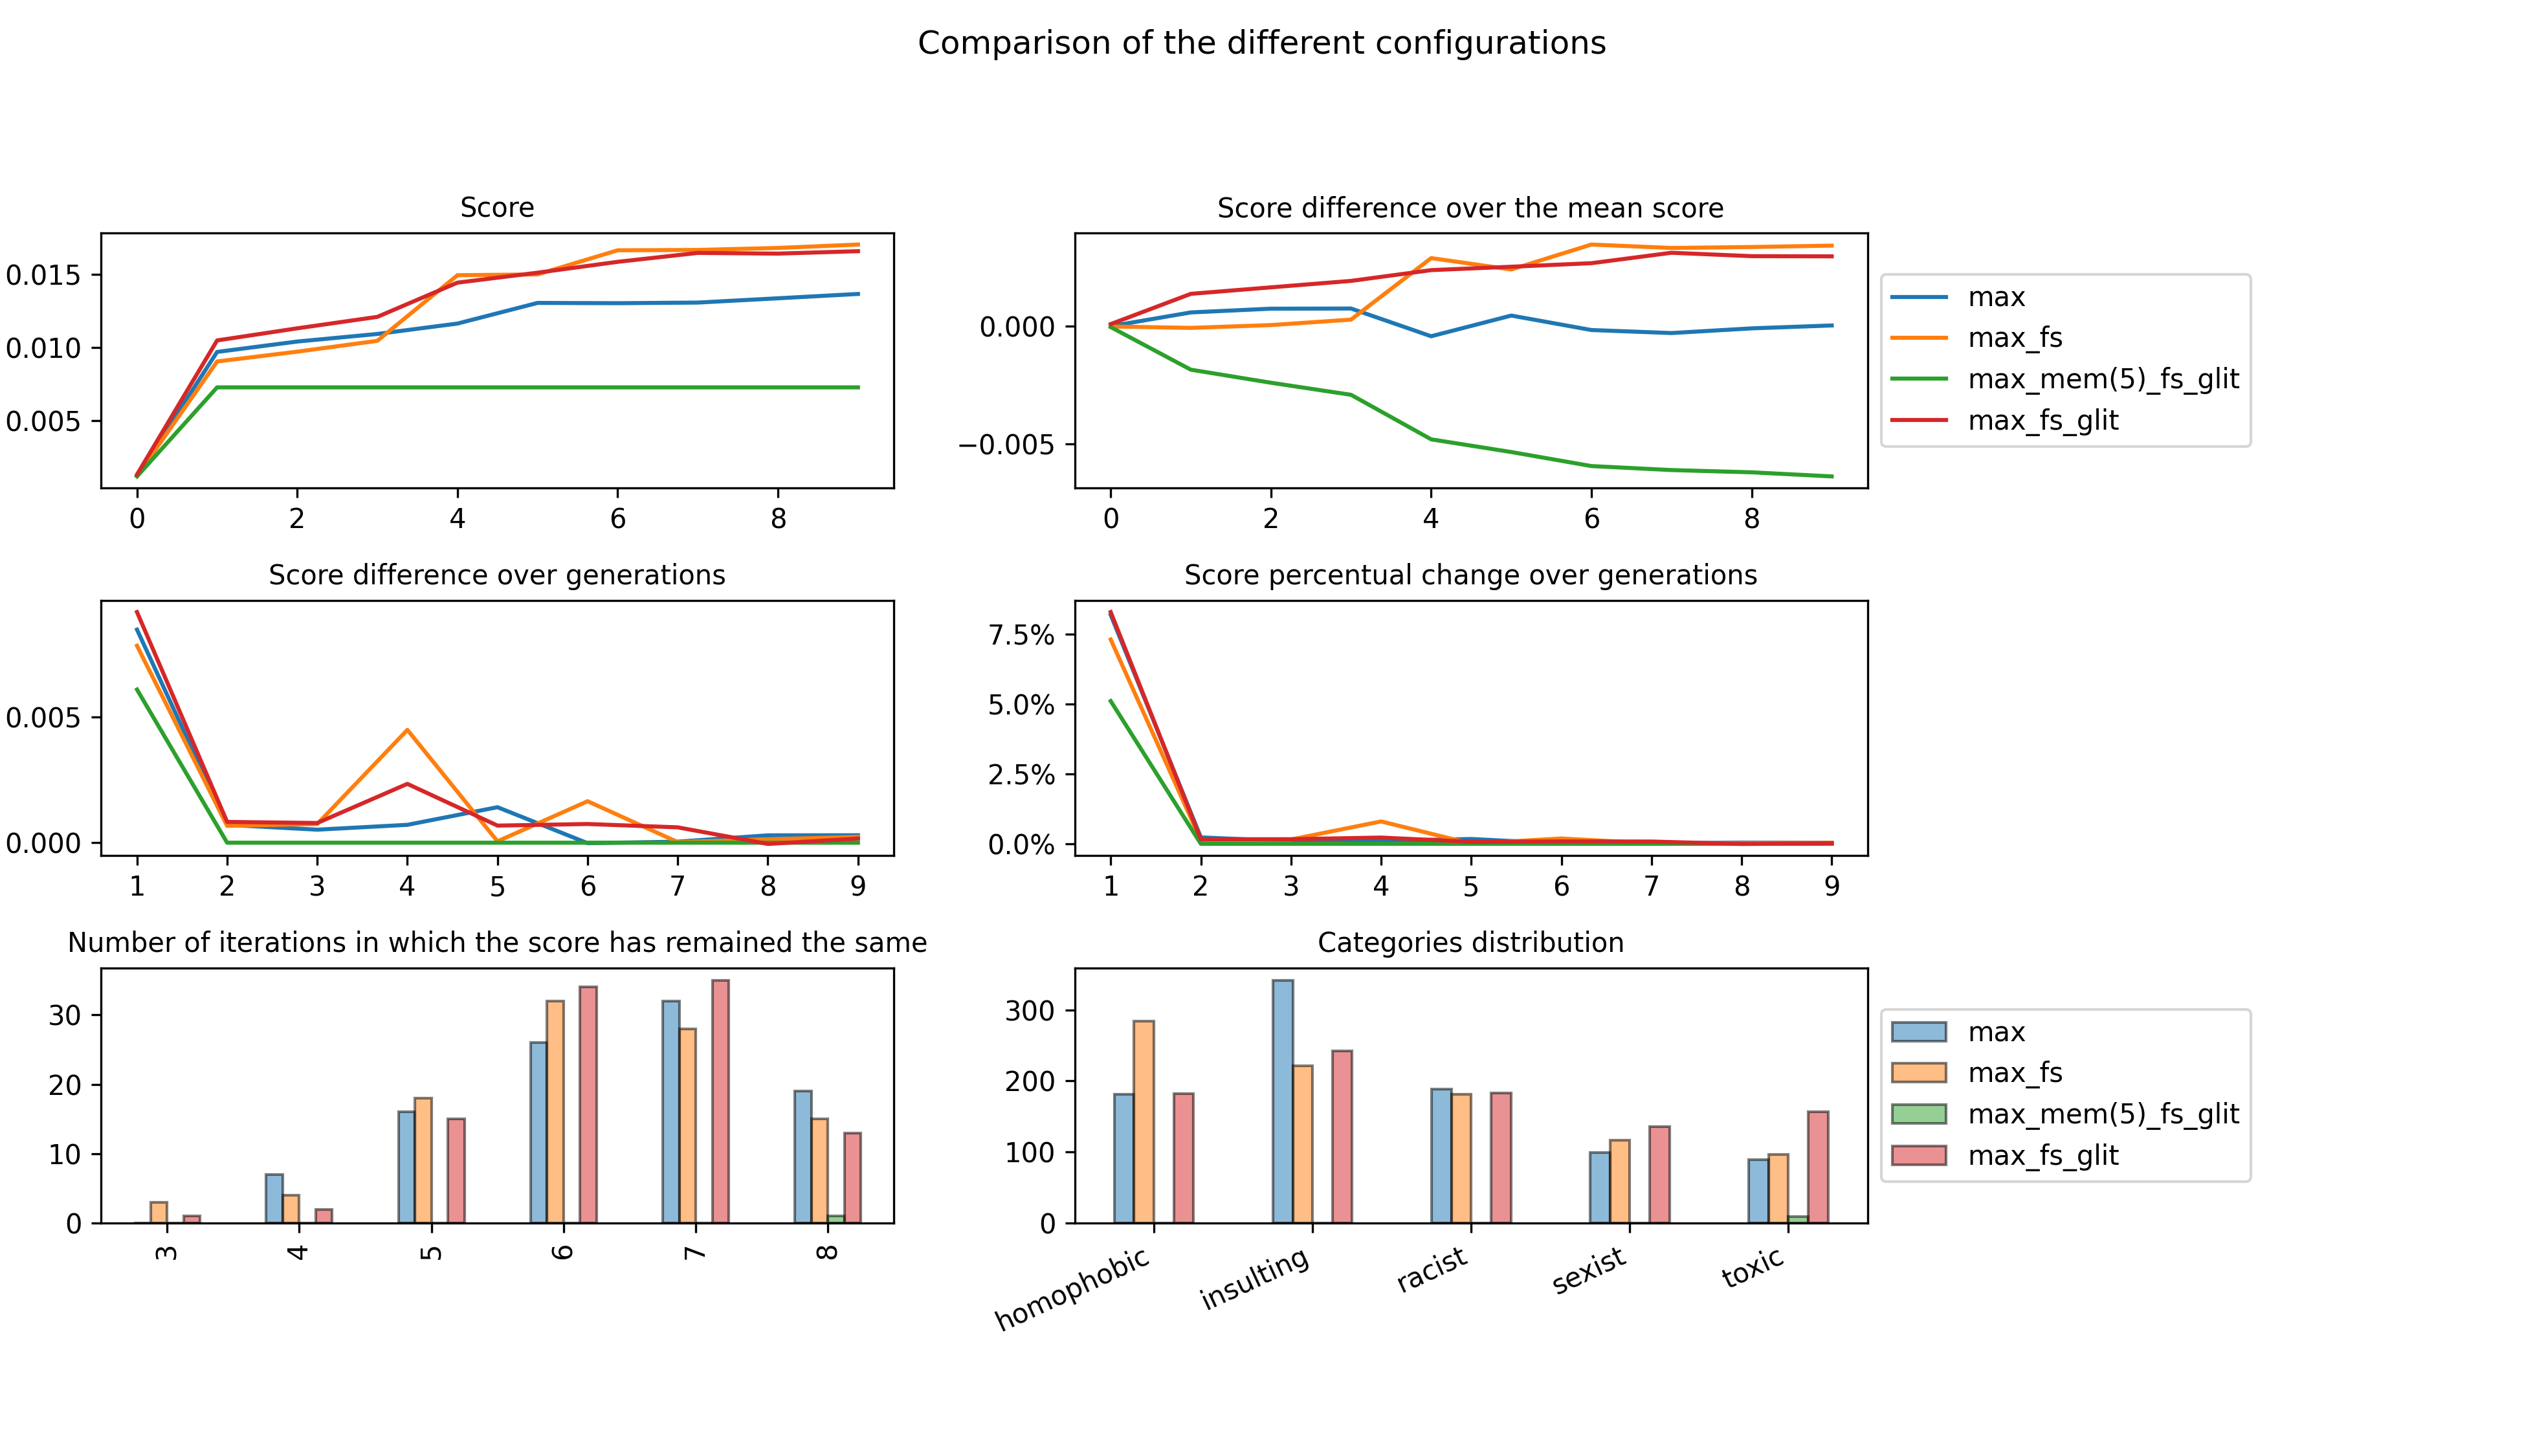 Comparison of the different configurations
Score
0.015
0.010
0.005
0 2 4 6 8
Score difference over the mean score
0.000
−0.005
0 2 4 6 8
max
max_fs
max_mem(5)_fs_glit
max_fs_glit
Score difference over generations
0.005
0.000
1 2 3 4 5 6 7 8 9
Score percentual change over generations
7.5%
5.0%
2.5%
0.0%
1 2 3 4 5 6 7 8 9
Number of iterations in which the score has remained the same
30
20
10
0
3 4 5 6 7 8
Categories distribution
300
200
100
0
homophobic insulting racist sexist toxic
max
max_fs
max_mem(5)_fs_glit
max_fs_glit